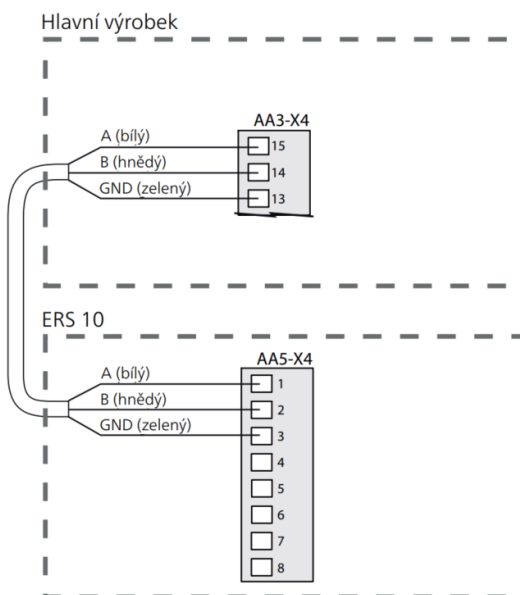 Hlavní výrobek
AA3-X4
A (bílý)
15
B (hnědý)
14
GND (zelený)
13
ERS 10
AA5-X4
A (bílý)
1
B (hnědý)
2
GND (zelený)
3
4
5
6
7
8